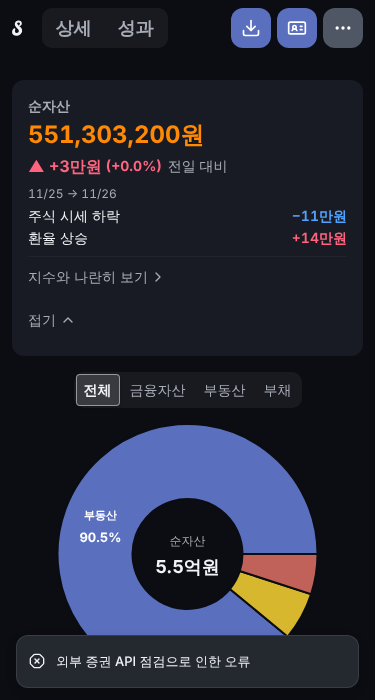 상세 성과
순자산
551,303,200원
▲ +3만원 (+0.0%) 전일 대비
11/25 → 11/26
주식 시세 하락 −11만원
환율 상승 +14만원
지수와 나란히 보기 >
접기
전체 금융자산 부동산 부채
부동산
90.5%
순자산
5.5억원
외부 증권 API 점검으로 인한 오류